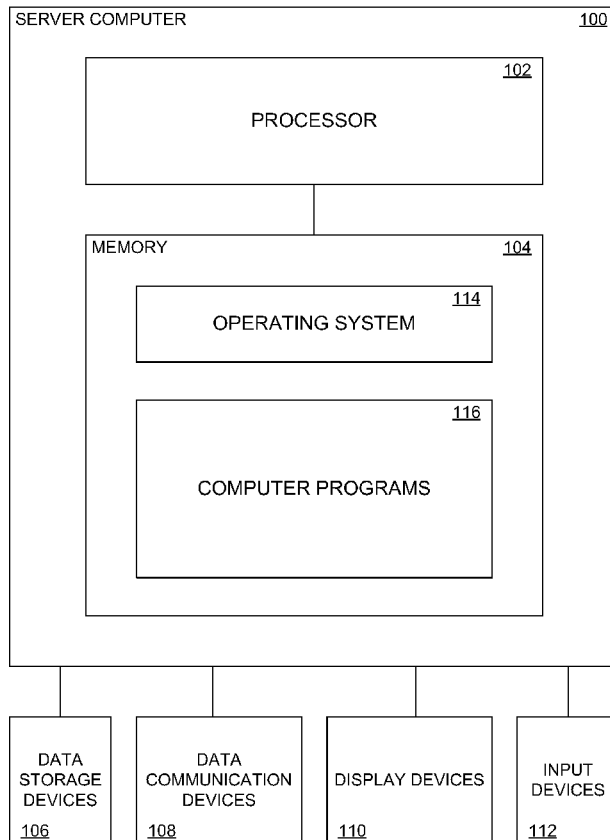 SERVER COMPUTER 100
102
PROCESSOR
MEMORY 104
114
OPERATING SYSTEM
116
COMPUTER PROGRAMS
DATA
STORAGE
DEVICES
106
DATA
COMMUNICATION
DEVICES
108
DISPLAY DEVICES
110
INPUT
DEVICES
112